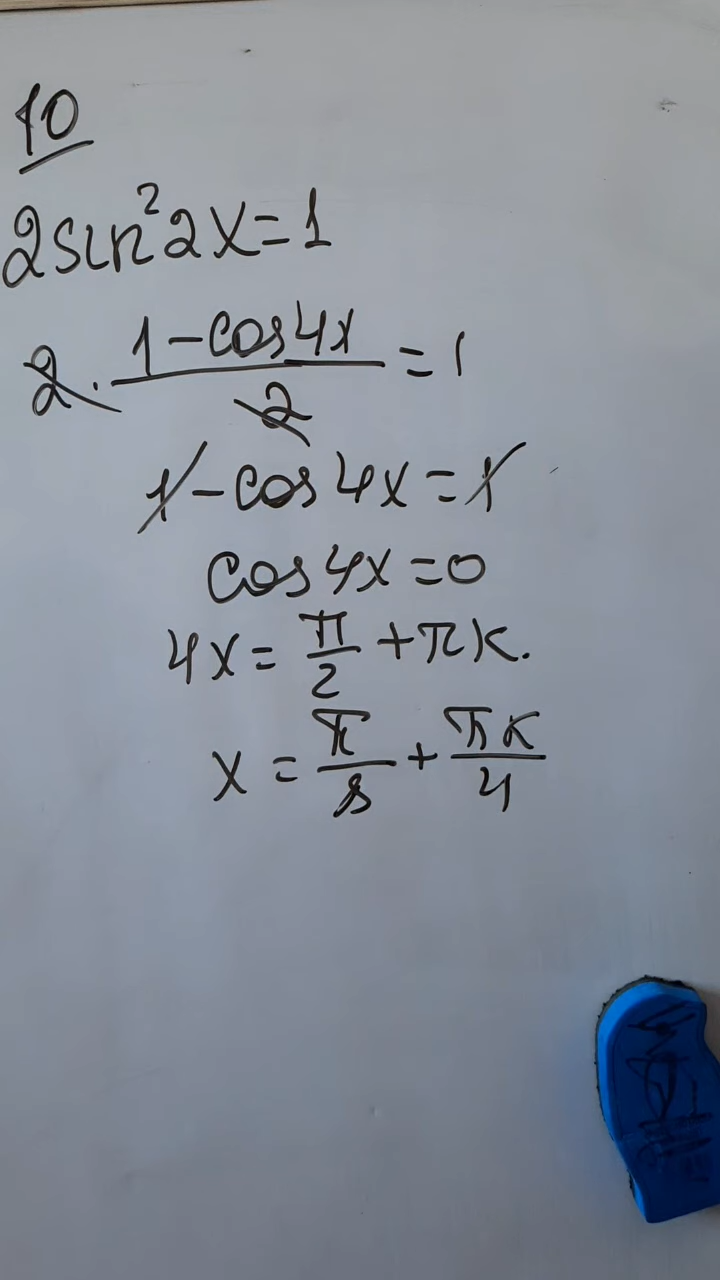 10
2sin²2x=1
2·(1-cos4x)/2=1
1-cos4x=1
cos4x=0
4x=π/2+πk.
x=π/8+πk/4